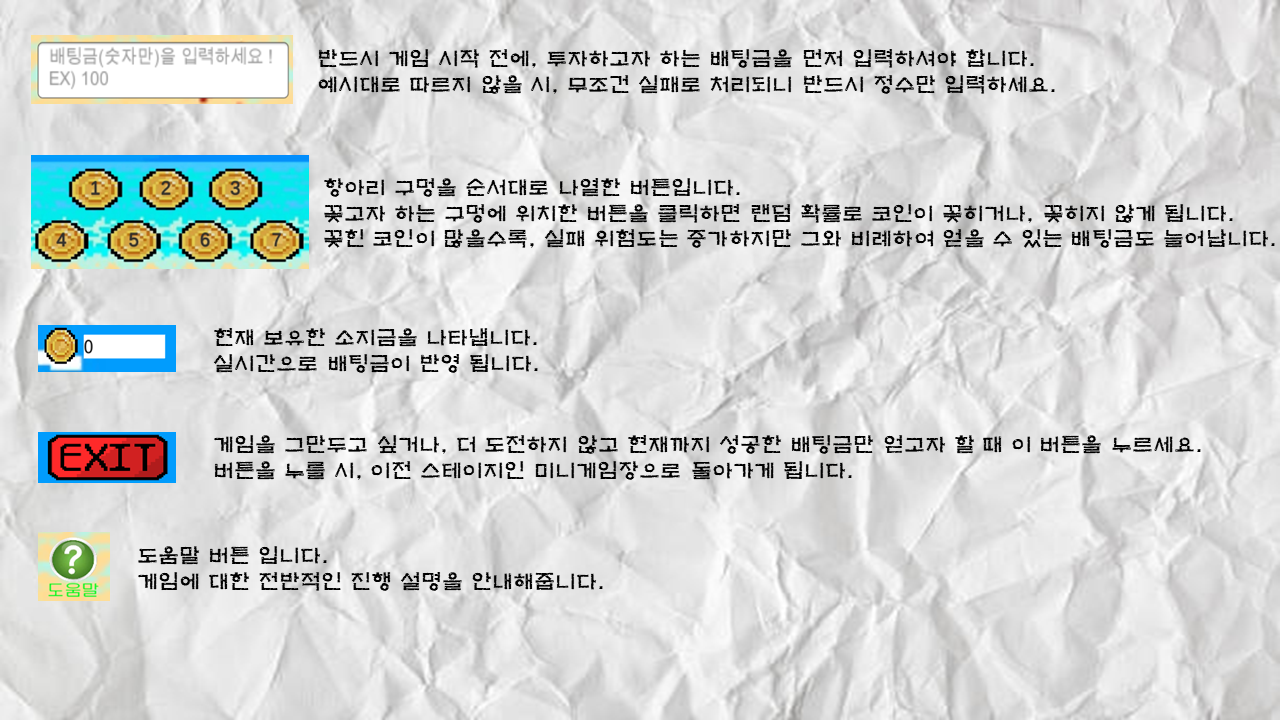 배팅금(숫자만)을 입력하세요 !
EX) 100
반드시 게임 시작 전에, 투자하고자 하는 배팅금을 먼저 입력하셔야 합니다.
예시대로 따르지 않을 시, 무조건 실패로 처리되니 반드시 정수만 입력하세요.
1 2 3
4 5 6 7
항아리 구멍을 순서대로 나열한 버튼입니다.
꽂고자 하는 구멍에 위치한 버튼을 클릭하면 랜덤 확률로 코인이 꽂히거나, 꽂히지 않게 됩니다.
꽂힌 코인이 많을수록, 실패 위험도는 증가하지만 그와 비례하여 얻을 수 있는 배팅금도 늘어납니다.
0
현재 보유한 소지금을 나타냅니다.
실시간으로 배팅금이 반영 됩니다.
EXIT
게임을 그만두고 싶거나, 더 도전하지 않고 현재까지 성공한 배팅금만 얻고자 할 때 이 버튼을 누르세요.
버튼을 누를 시, 이전 스테이지인 미니게임장으로 돌아가게 됩니다.
?
도움말
도움말 버튼 입니다.
게임에 대한 전반적인 진행 설명을 안내해줍니다.